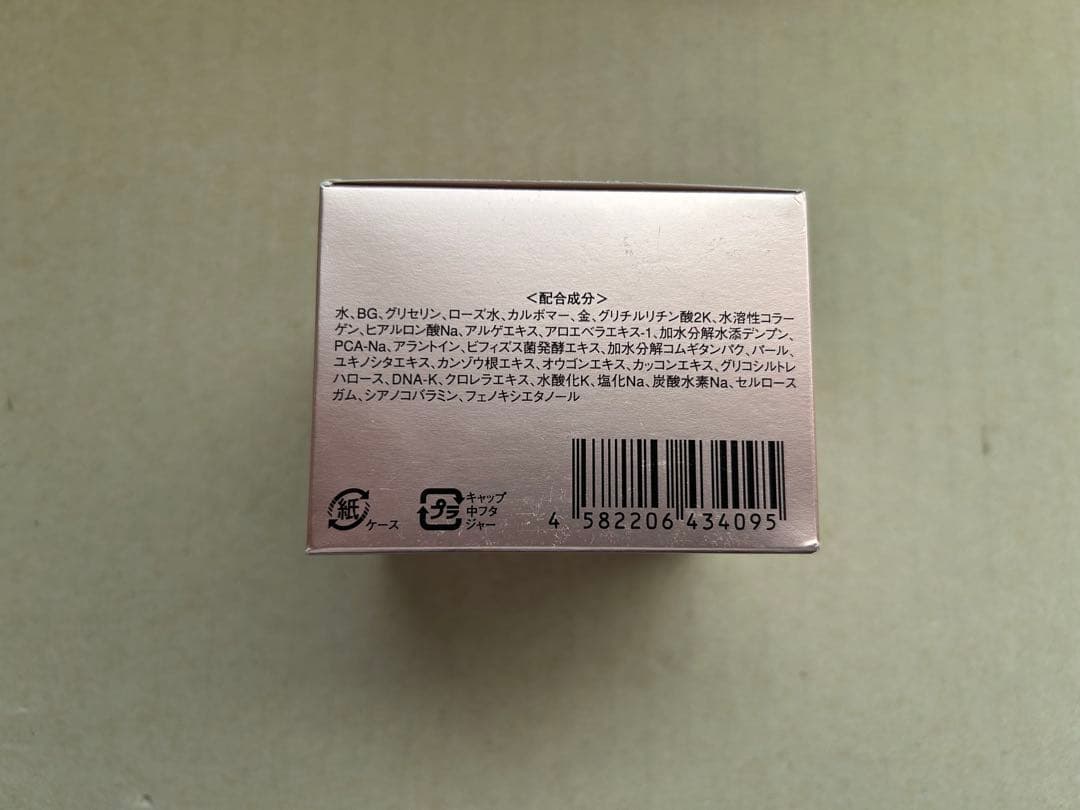 ＜配合成分＞
水、BG、グリセリン、ローズ水、カルボマー、金、グリチルリチン酸2K、水溶性コラー
ゲン、ヒアルロン酸Na、アルゲエキス、アロエベラエキス-1、加水分解水添デンプン、
PCA-Na、アラントイン、ビフィズス菌発酵エキス、加水分解コムギタンパク、パール、
ユキノシタエキス、カンゾウ根エキス、オウゴンエキス、カッコンエキス、グリコシルトレ
ハロース、DNA-K、クロレラエキス、水酸化K、塩化Na、炭酸水素Na、セルロース
ガム、シアノコバラミン、フェノキシエタノール
紙 ケース
プラ キャップ
中フタ
ジャー
4 582206 434095